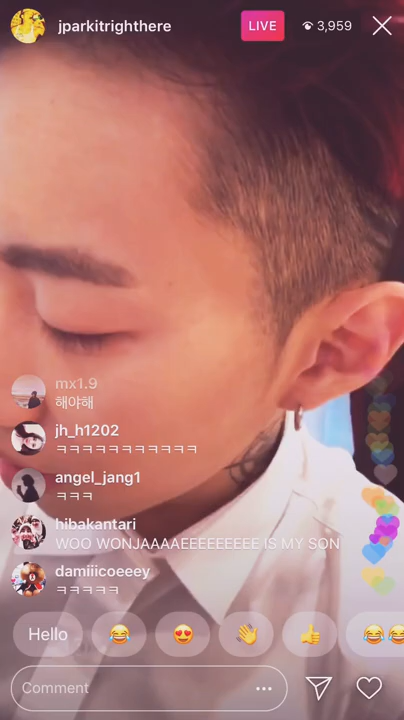 jparkitrighthere
LIVE
3,959
mx1.9
해야해
jh_h1202
ㅋㅋㅋㅋㅋㅋㅋㅋㅋㅋㅋ
angel_jang1
ㅋㅋㅋ
hibakantari
WOO WONJAAAAEEEEEEEEE IS MY SON
damiiicoeeey
ㅋㅋㅋㅋㅋ
Hello
Comment